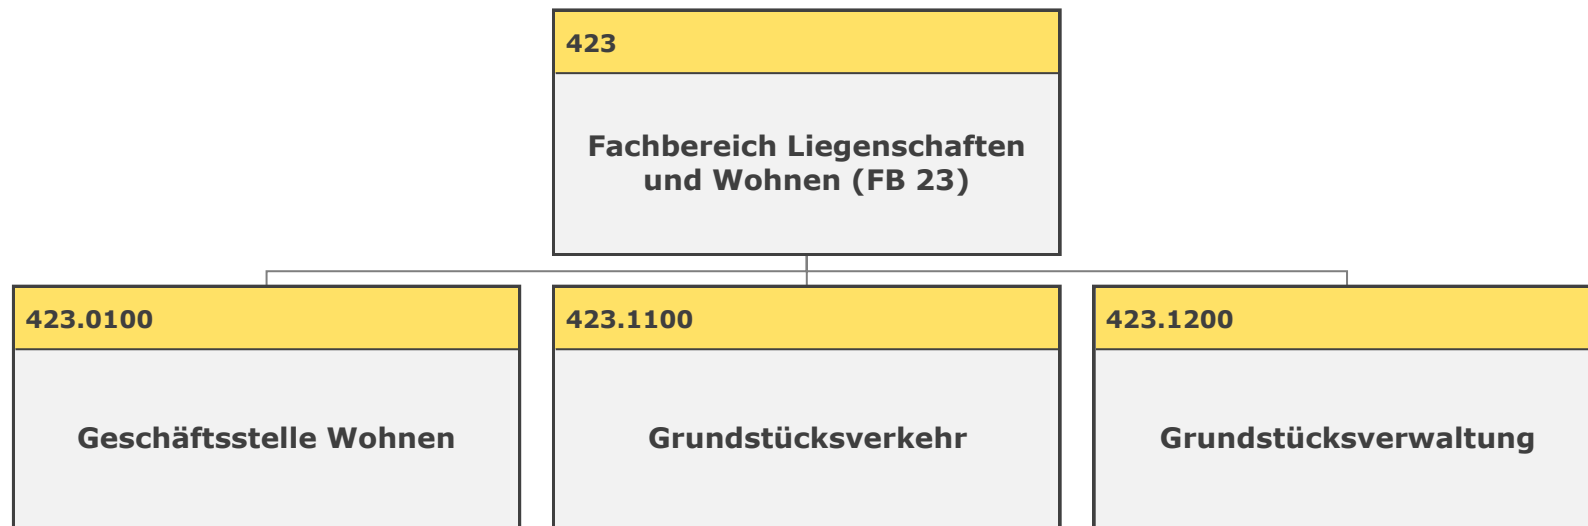 423
Fachbereich Liegenschaften
und Wohnen (FB 23)
423.0100
Geschäftsstelle Wohnen
423.1100
Grundstücksverkehr
423.1200
Grundstücksverwaltung